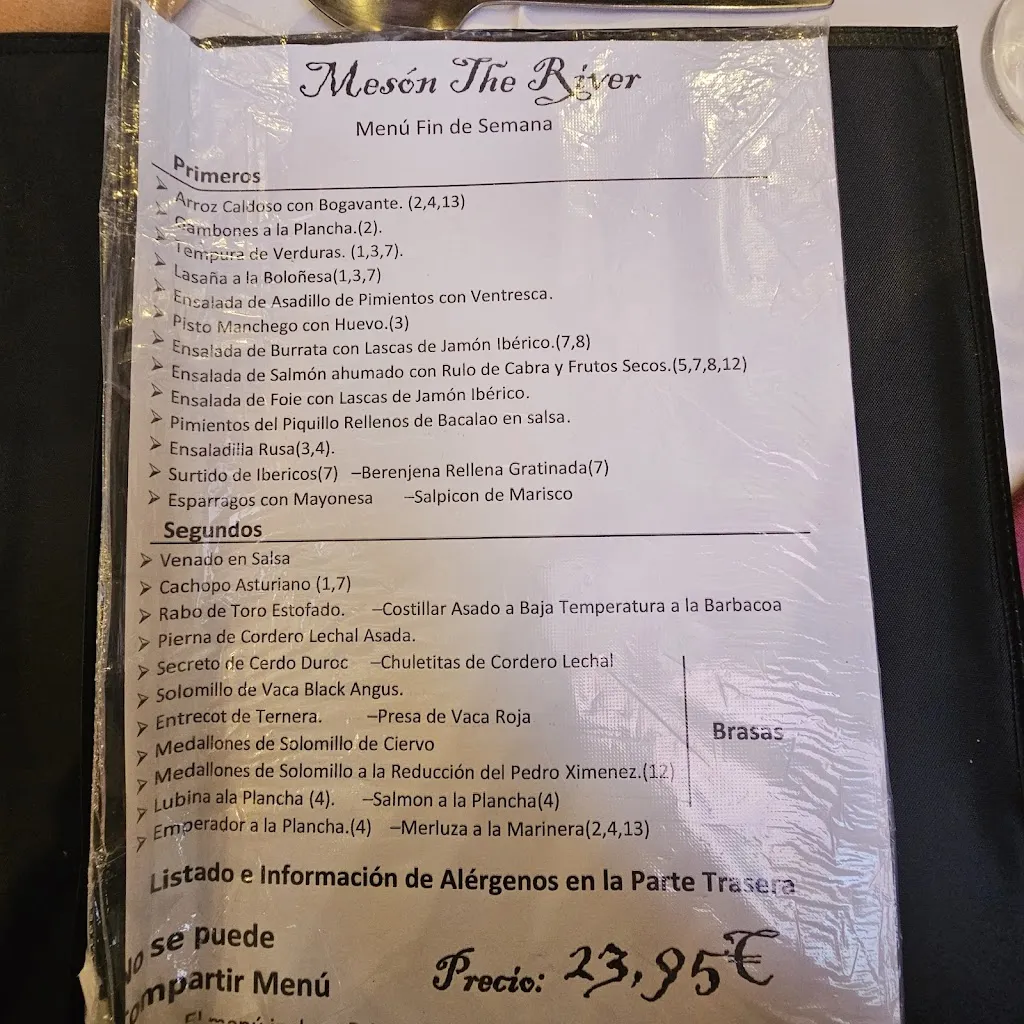 Mesón The River
Menú Fin de Semana
Primeros
Arroz Caldoso con Bogavante. (2,4,13)
Gambones a la Plancha.(2).
Tempura de Verduras. (1,3,7).
Lasaña a la Boloñesa(1,3,7)
Ensalada de Asadillo de Pimientos con Ventresca.
Pisto Manchego con Huevo.(3)
Ensalada de Burrata con Lascas de Jamón Ibérico.(7,8)
Ensalada de Salmón ahumado con Rulo de Cabra y Frutos Secos.(5,7,8,12)
Ensalada de Foie con Lascas de Jamón Ibérico.
Pimientos del Piquillo Rellenos de Bacalao en salsa.
Ensaladilla Rusa(3,4).
Surtido de Ibericos(7) –Berenjena Rellena Gratinada(7)
Esparragos con Mayonesa –Salpicon de Marisco
Segundos
Venado en Salsa
Cachopo Asturiano (1,7)
Rabo de Toro Estofado. –Costillar Asado a Baja Temperatura a la Barbacoa
Pierna de Cordero Lechal Asada.
Secreto de Cerdo Duroc –Chuletitas de Cordero Lechal
Solomillo de Vaca Black Angus.
Entrecot de Ternera. –Presa de Vaca Roja
Brasas
Medallones de Solomillo de Ciervo
Medallones de Solomillo a la Reducción del Pedro Ximenez.(12)
Lubina ala Plancha (4). –Salmon a la Plancha(4)
Emperador a la Plancha.(4) –Merluza a la Marinera(2,4,13)
Listado e Información de Alérgenos en la Parte Trasera
No se puede
Compartir Menú
Precio: 23,95€
El menú